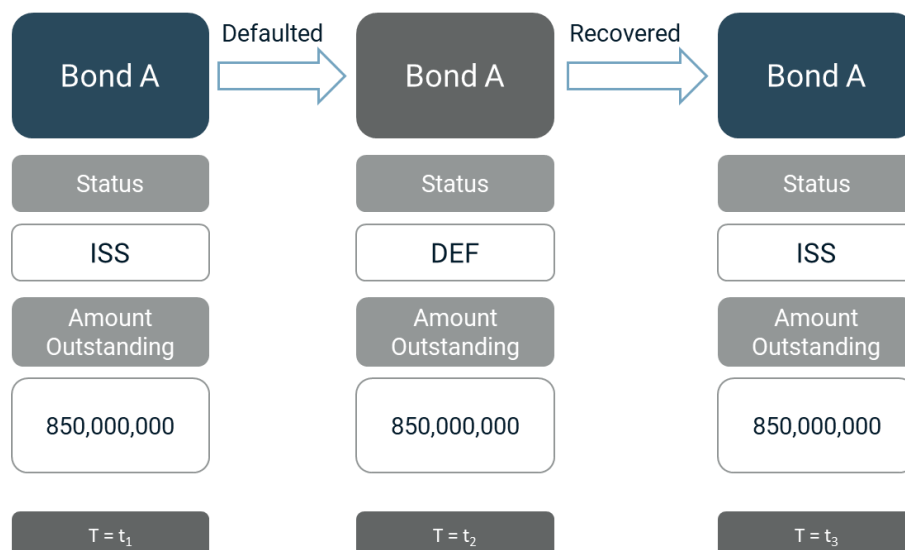 Defaulted
Recovered
Bond A
Bond A
Bond A
Status
Status
Status
ISS
DEF
ISS
Amount
Outstanding
Amount
Outstanding
Amount
Outstanding
850,000,000
850,000,000
850,000,000
T = t₁
T = t₂
T = t₃